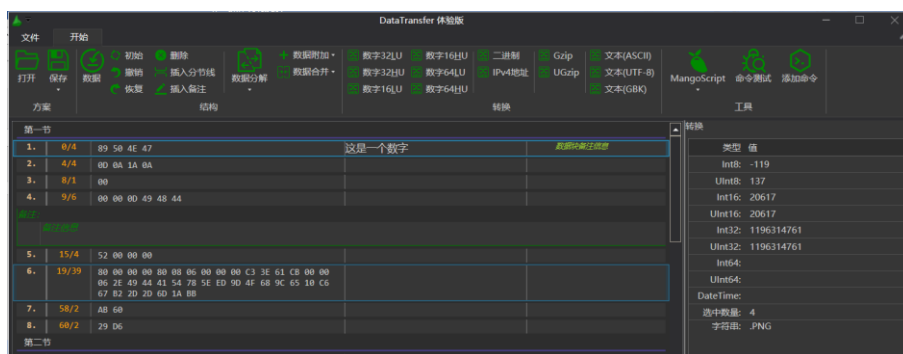 DataTransfer 体验版
文件 开始
打开 保存 数据 初始 撤销 恢复 删除 插入分节线 插入备注 数据分解 数据附加 数据合并 数字32LU 数字32HU 数字16LU 数字16HU 数字64LU 数字64HU 二进制 IPv4地址 Gzip UGzip 文本(ASCII) 文本(UTF-8) 文本(GBK) MangoScript 命令测试 添加命令
方案 结构 转换 工具
第一节
1. 0/4 89 50 4E 47 这是一个数字 数据块备注信息
2. 4/4 0D 0A 1A 0A
3. 8/1 00
4. 9/6 00 00 0D 49 48 44
备注:
备注信息
5. 15/4 52 00 00 00
6. 19/39 80 00 00 00 80 08 06 00 00 00 C3 3E 61 CB 00 00
06 2E 49 44 41 54 78 5E ED 9D 4F 68 9C 65 10 C6
67 B2 2D 2D 6D 1A BB
7. 58/2 AB 60
8. 60/2 29 D6
第二节
转换
类型 值
Int8: -119
UInt8: 137
Int16: 20617
UInt16: 20617
Int32: 1196314761
UInt32: 1196314761
Int64:
UInt64:
DateTime:
选中数量: 4
字符串: .PNG